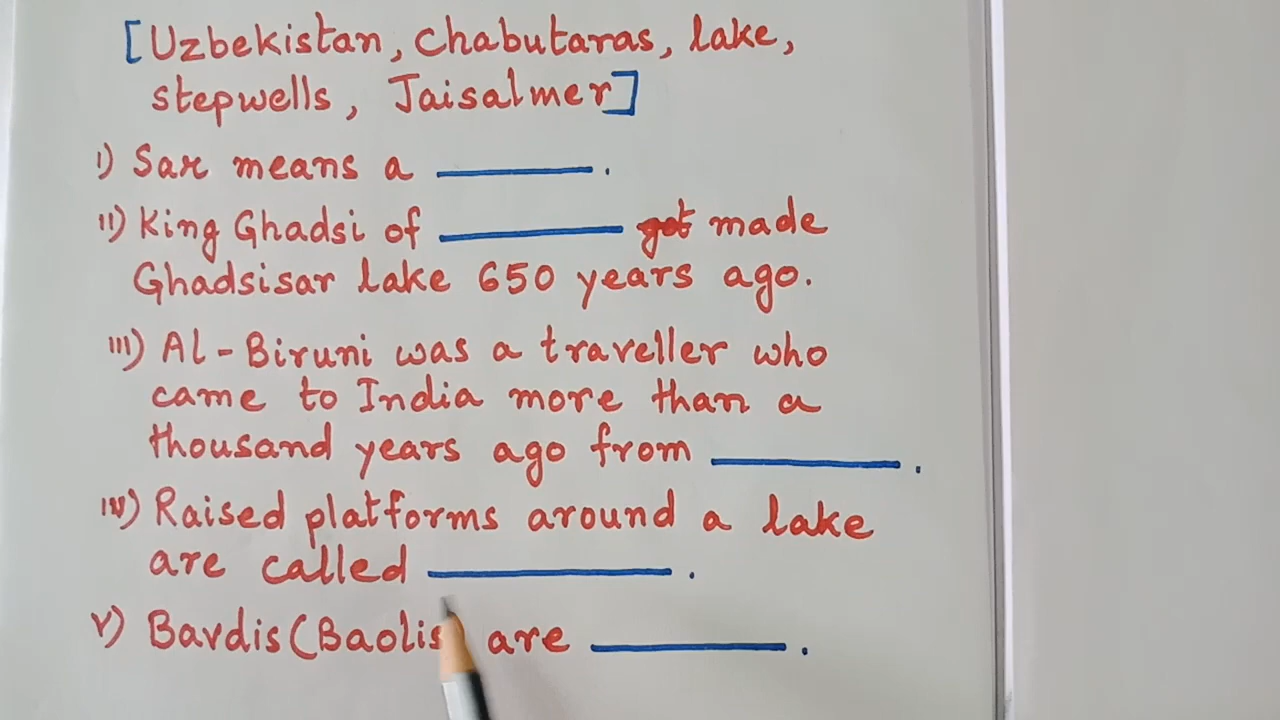 [Uzbekistan, Chabutaras, lake,
stepwells, Jaisalmer]
i) Sar means a ________.
ii) King Ghadsi of ________ got made
Ghadsisar lake 650 years ago.
iii) Al-Biruni was a traveller who
came to India more than a
thousand years ago from ________.
iv) Raised platforms around a lake
are called ________.
v) Bavdis (Baolis) are ________.